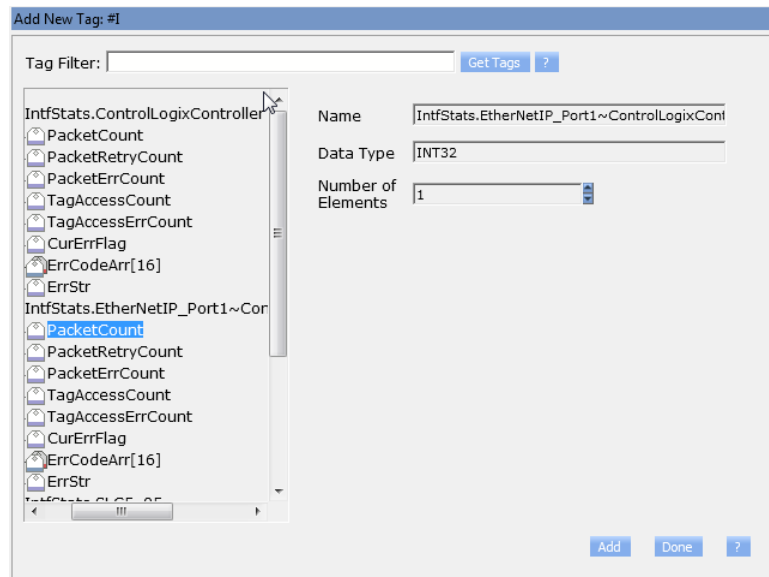 Add New Tag: #I
Tag Filter:
Get Tags
?
IntfStats.ControlLogixController
PacketCount
PacketRetryCount
PacketErrCount
TagAccessCount
TagAccessErrCount
CurErrFlag
ErrCodeArr[16]
ErrStr
IntfStats.EtherNetIP_Port1~Con
PacketCount
PacketRetryCount
PacketErrCount
TagAccessCount
TagAccessErrCount
CurErrFlag
ErrCodeArr[16]
ErrStr
Name
IntfStats.EtherNetIP_Port1~ControlLogixCont
Data Type
INT32
Number of
Elements
1
Add
Done
?